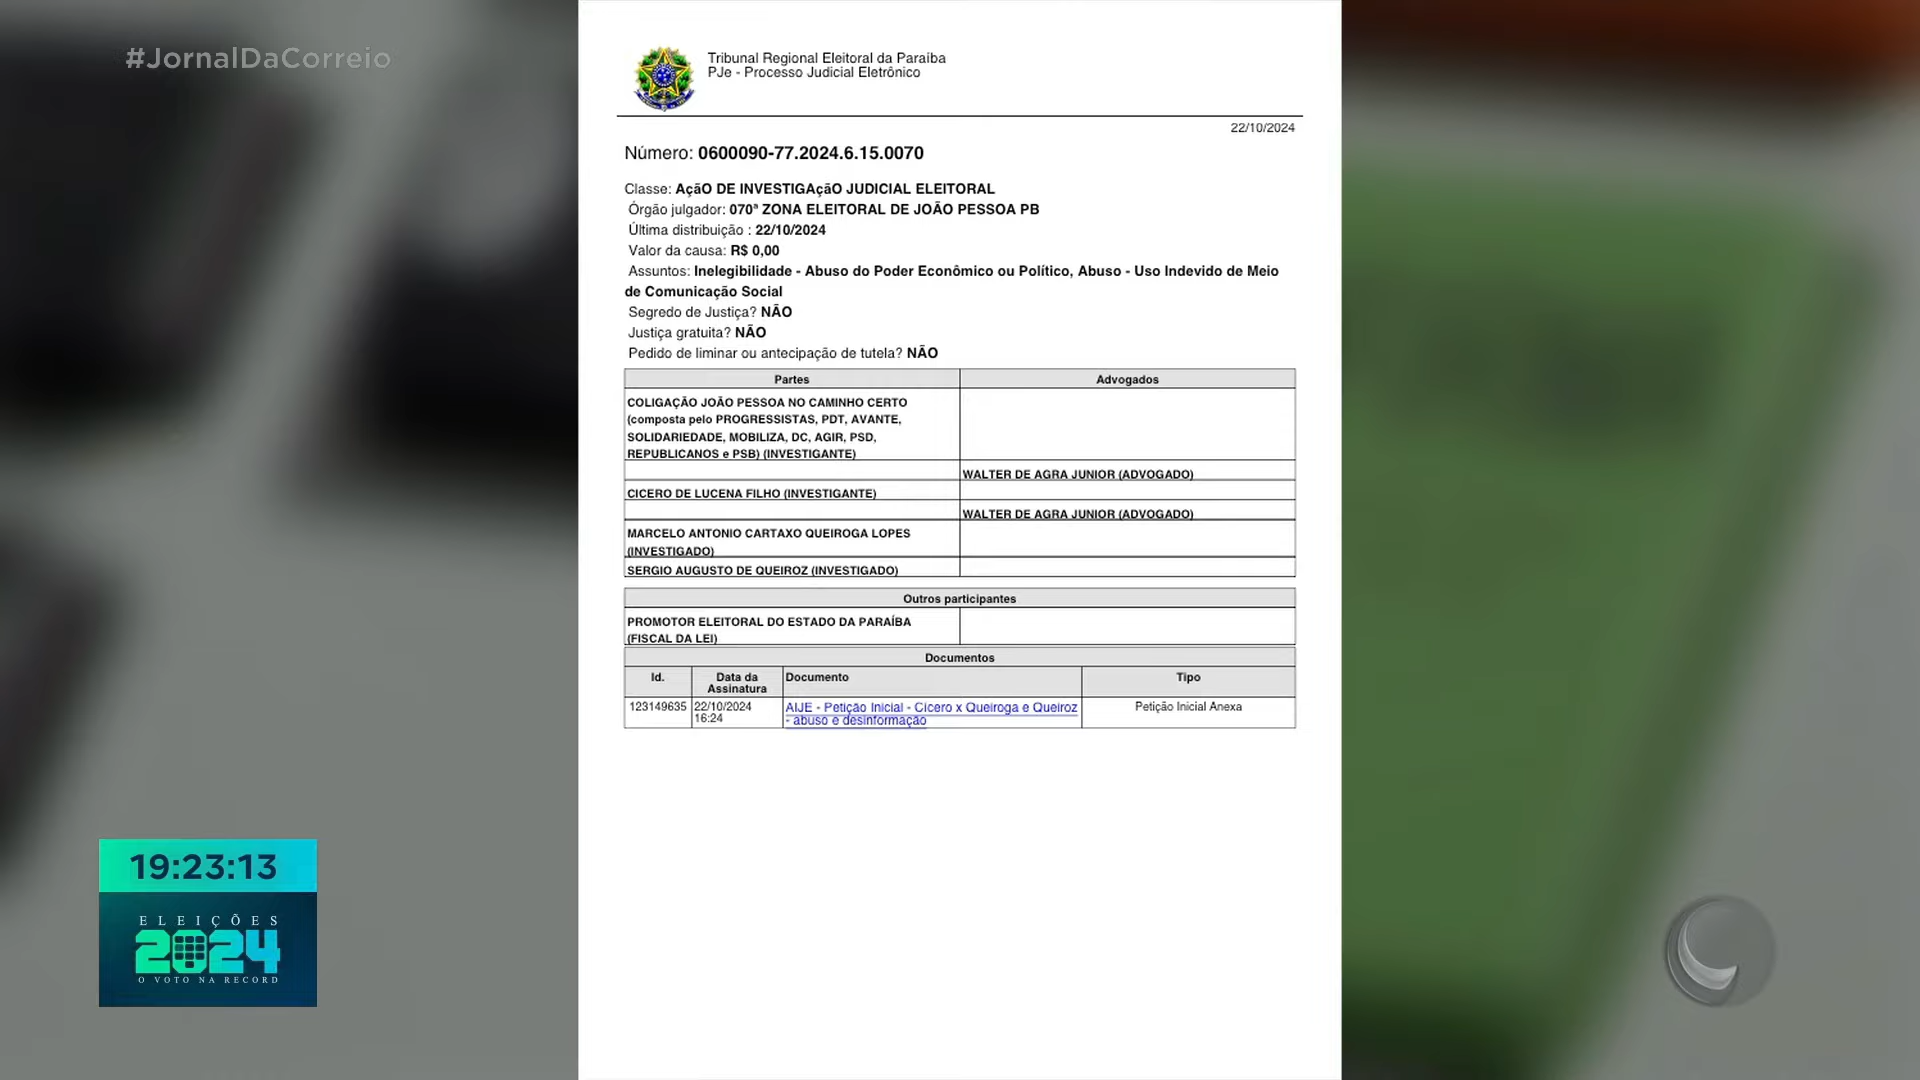 #JornalDaCorreio
Tribunal Regional Eleitoral da Paraíba
PJe - Processo Judicial Eletrônico
22/10/2024
Número: 0600090-77.2024.6.15.0070
Classe: AçãO DE INVESTIGAçãO JUDICIAL ELEITORAL
Órgão julgador: 070ª ZONA ELEITORAL DE JOÃO PESSOA PB
Última distribuição : 22/10/2024
Valor da causa: R$ 0,00
Assuntos: Inelegibilidade - Abuso do Poder Econômico ou Político, Abuso - Uso Indevido de Meio
de Comunicação Social
Segredo de Justiça? NÃO
Justiça gratuita? NÃO
Pedido de liminar ou antecipação de tutela? NÃO
Partes Advogados
COLIGAÇÃO JOÃO PESSOA NO CAMINHO CERTO
(composta pelo PROGRESSISTAS, PDT, AVANTE,
SOLIDARIEDADE, MOBILIZA, DC, AGIR, PSD,
REPUBLICANOS e PSB) (INVESTIGANTE)
WALTER DE AGRA JUNIOR (ADVOGADO)
CICERO DE LUCENA FILHO (INVESTIGANTE)
WALTER DE AGRA JUNIOR (ADVOGADO)
MARCELO ANTONIO CARTAXO QUEIROGA LOPES
(INVESTIGADO)
SERGIO AUGUSTO DE QUEIROZ (INVESTIGADO)
Outros participantes
PROMOTOR ELEITORAL DO ESTADO DA PARAÍBA
(FISCAL DA LEI)
Documentos
Id. Data da Assinatura Documento Tipo
123149635 22/10/2024 16:24 AIJE - Petição Inicial - Cicero x Queiroga e Queiroz - abuso e desinformação Petição Inicial Anexa
19:23:13
ELEIÇÕES
2024
O VOTO NA RECORD